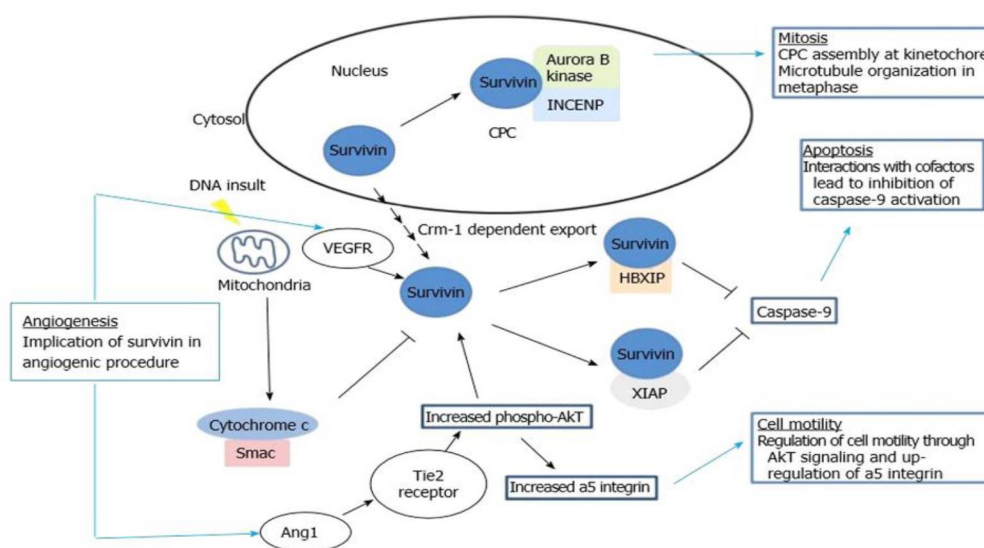 Nucleus
Survivin
Aurora B
kinase
INCENP
CPC
Mitosis
CPC assembly at kinetochore
Microtubule organization in
metaphase
Cytosol
Survivin
Apoptosis
Interactions with cofactors
lead to inhibition of
caspase-9 activation
DNA insult
Crm-1 dependent export
VEGFR
Mitochondria
Survivin
Survivin
HBXIP
Caspase-9
Angiogenesis
Implication of survivin in
angiogenic procedure
Survivin
XIAP
Cytochrome c
Smac
Increased phospho-AkT
Cell motility
Regulation of cell motility through
AkT signaling and up-
regulation of a5 integrin
Tie2
receptor
Increased a5 integrin
Ang1